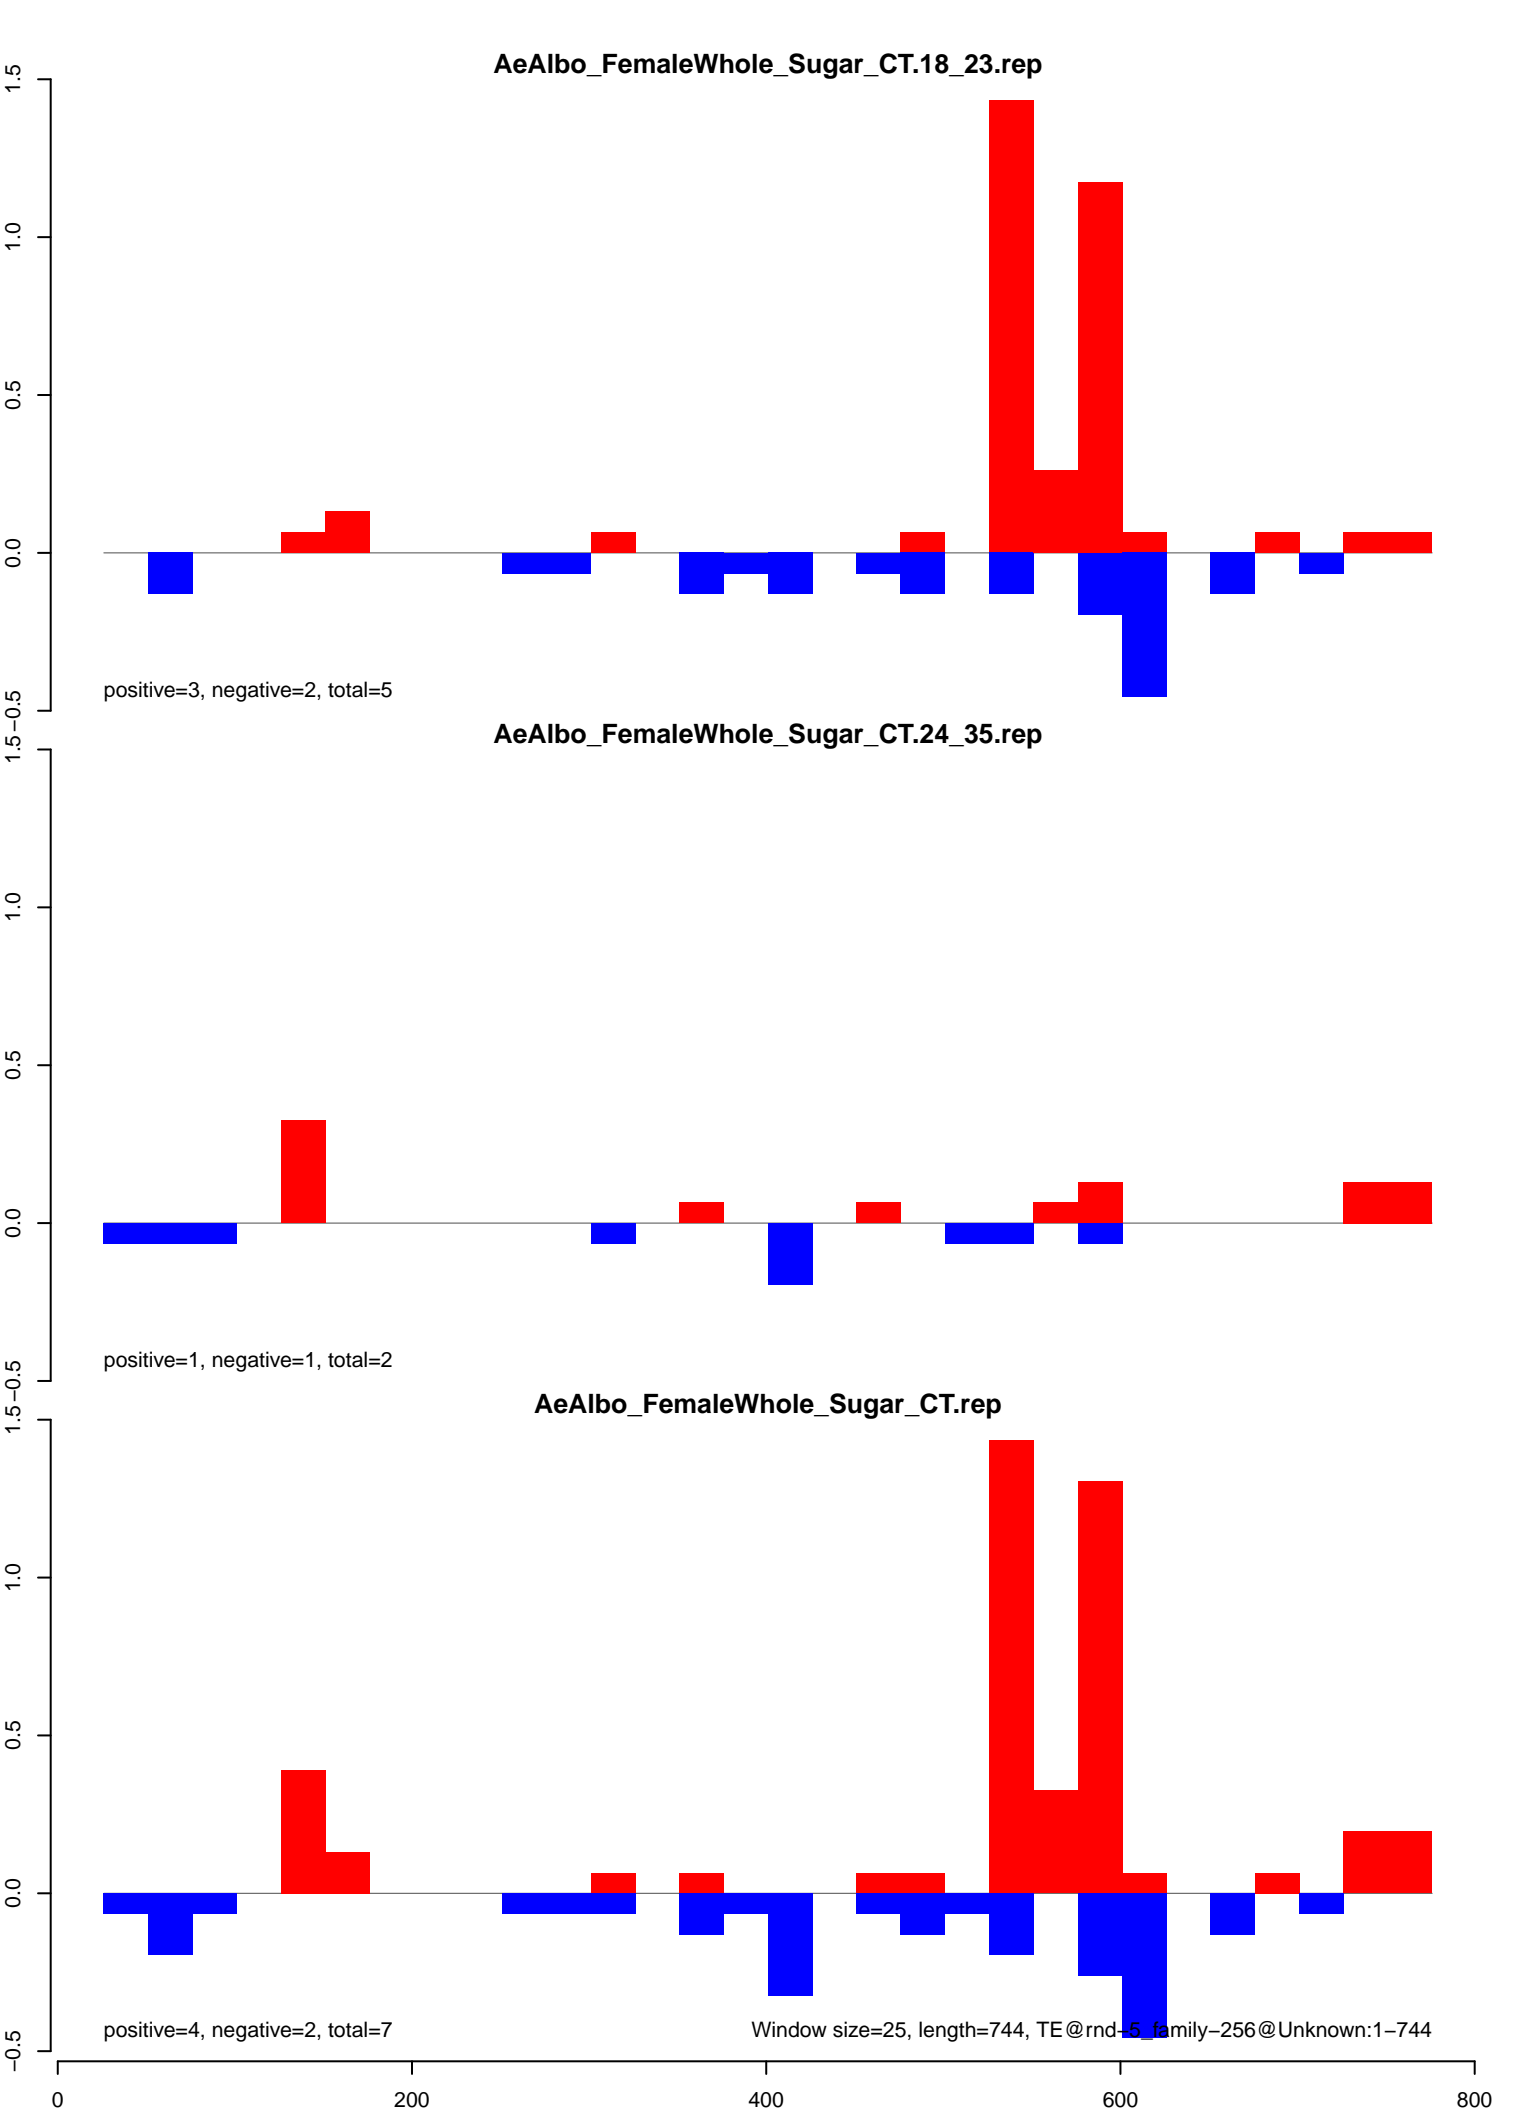 AeAlbo_FemaleWhole_Sugar_CT.18_23.rep
1.5
1.0
0.5
0.0
−0.5
positive=3, negative=2, total=5
AeAlbo_FemaleWhole_Sugar_CT.24_35.rep
1.5
1.0
0.5
0.0
−0.5
positive=1, negative=1, total=2
AeAlbo_FemaleWhole_Sugar_CT.rep
1.5
1.0
0.5
0.0
−0.5
positive=4, negative=2, total=7
Window size=25, length=744, TE@rnd−5_family−256@Unknown:1−744
0 200 400 600 800